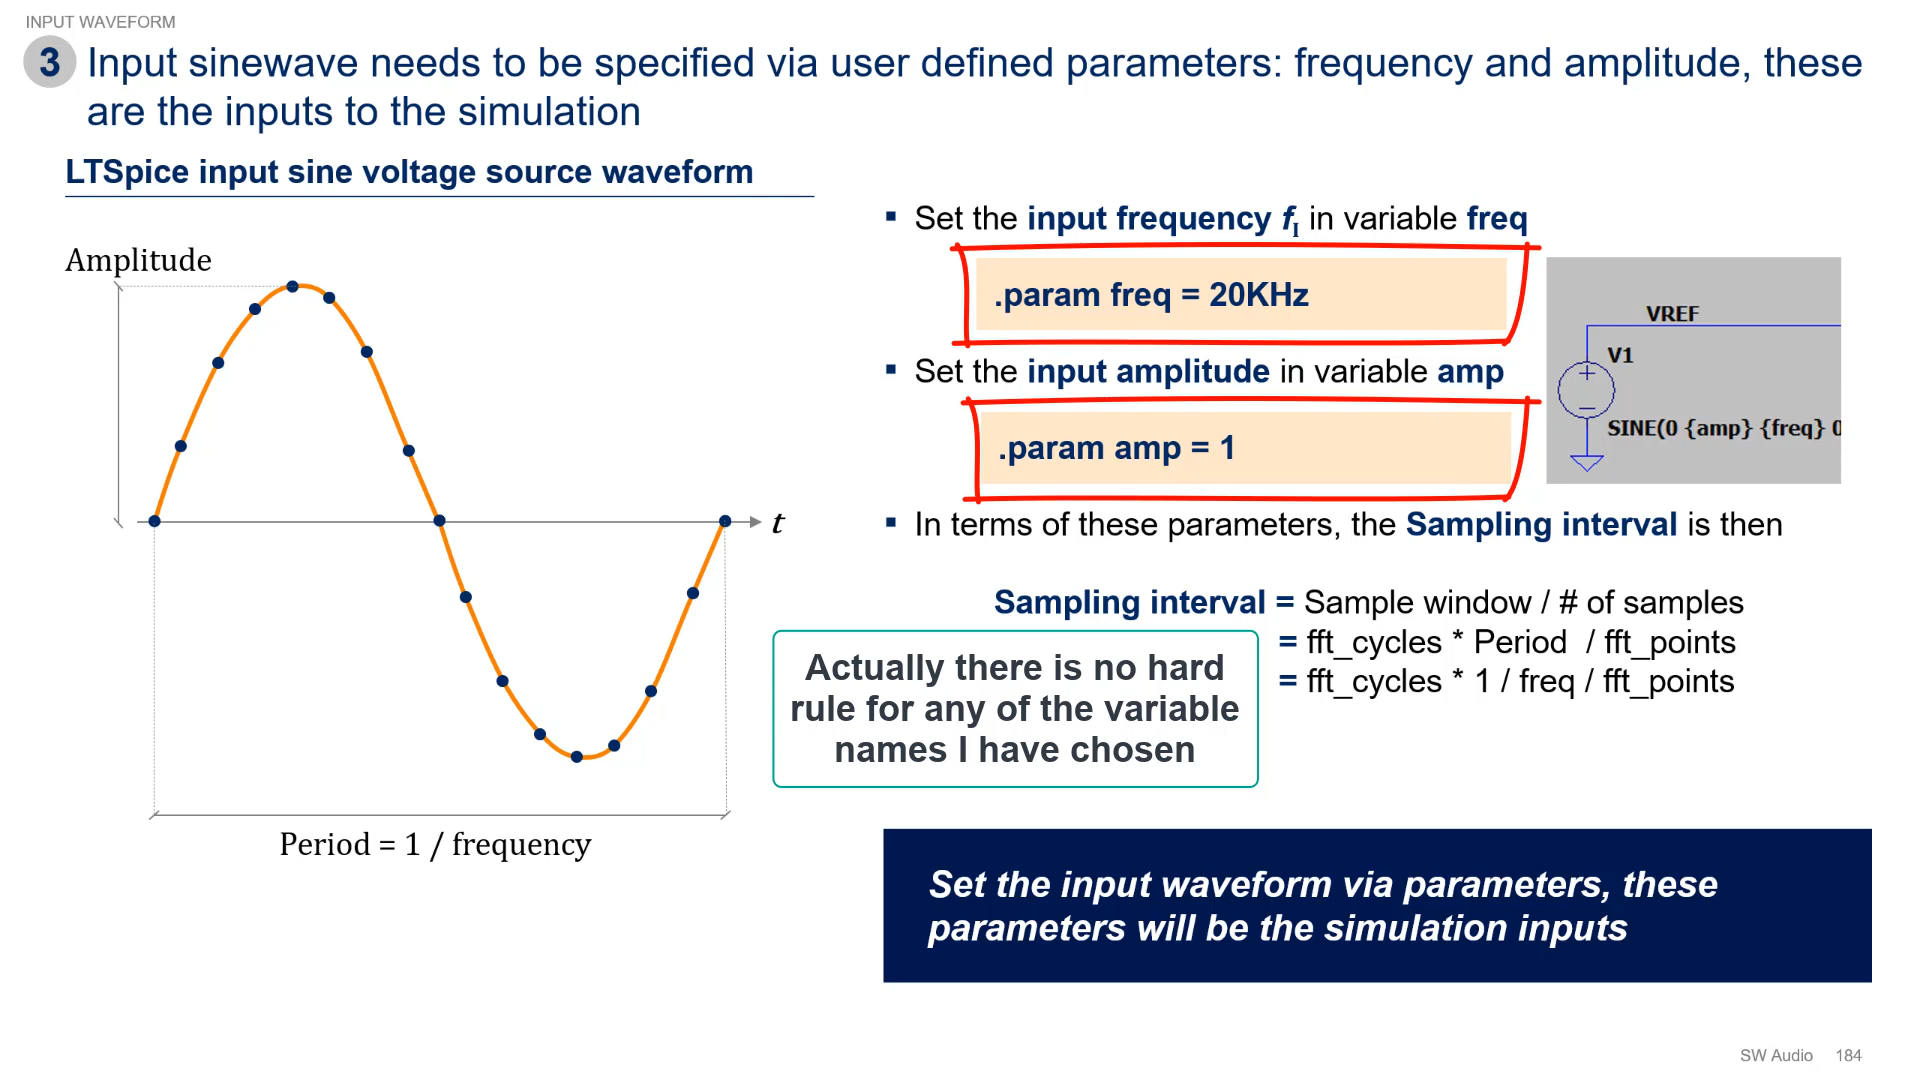 INPUT WAVEFORM
3 Input sinewave needs to be specified via user defined parameters: frequency and amplitude, these
are the inputs to the simulation
LTSpice input sine voltage source waveform
Amplitude
t
Period = 1 / frequency
▪ Set the input frequency fI in variable freq
.param freq = 20KHz
▪ Set the input amplitude in variable amp
.param amp = 1
VREF
V1
SINE(0 {amp} {freq} 0
▪ In terms of these parameters, the Sampling interval is then
Sampling interval = Sample window / # of samples
= fft_cycles * Period / fft_points
= fft_cycles * 1 / freq / fft_points
Actually there is no hard
rule for any of the variable
names I have chosen
Set the input waveform via parameters, these
parameters will be the simulation inputs
SW Audio 184